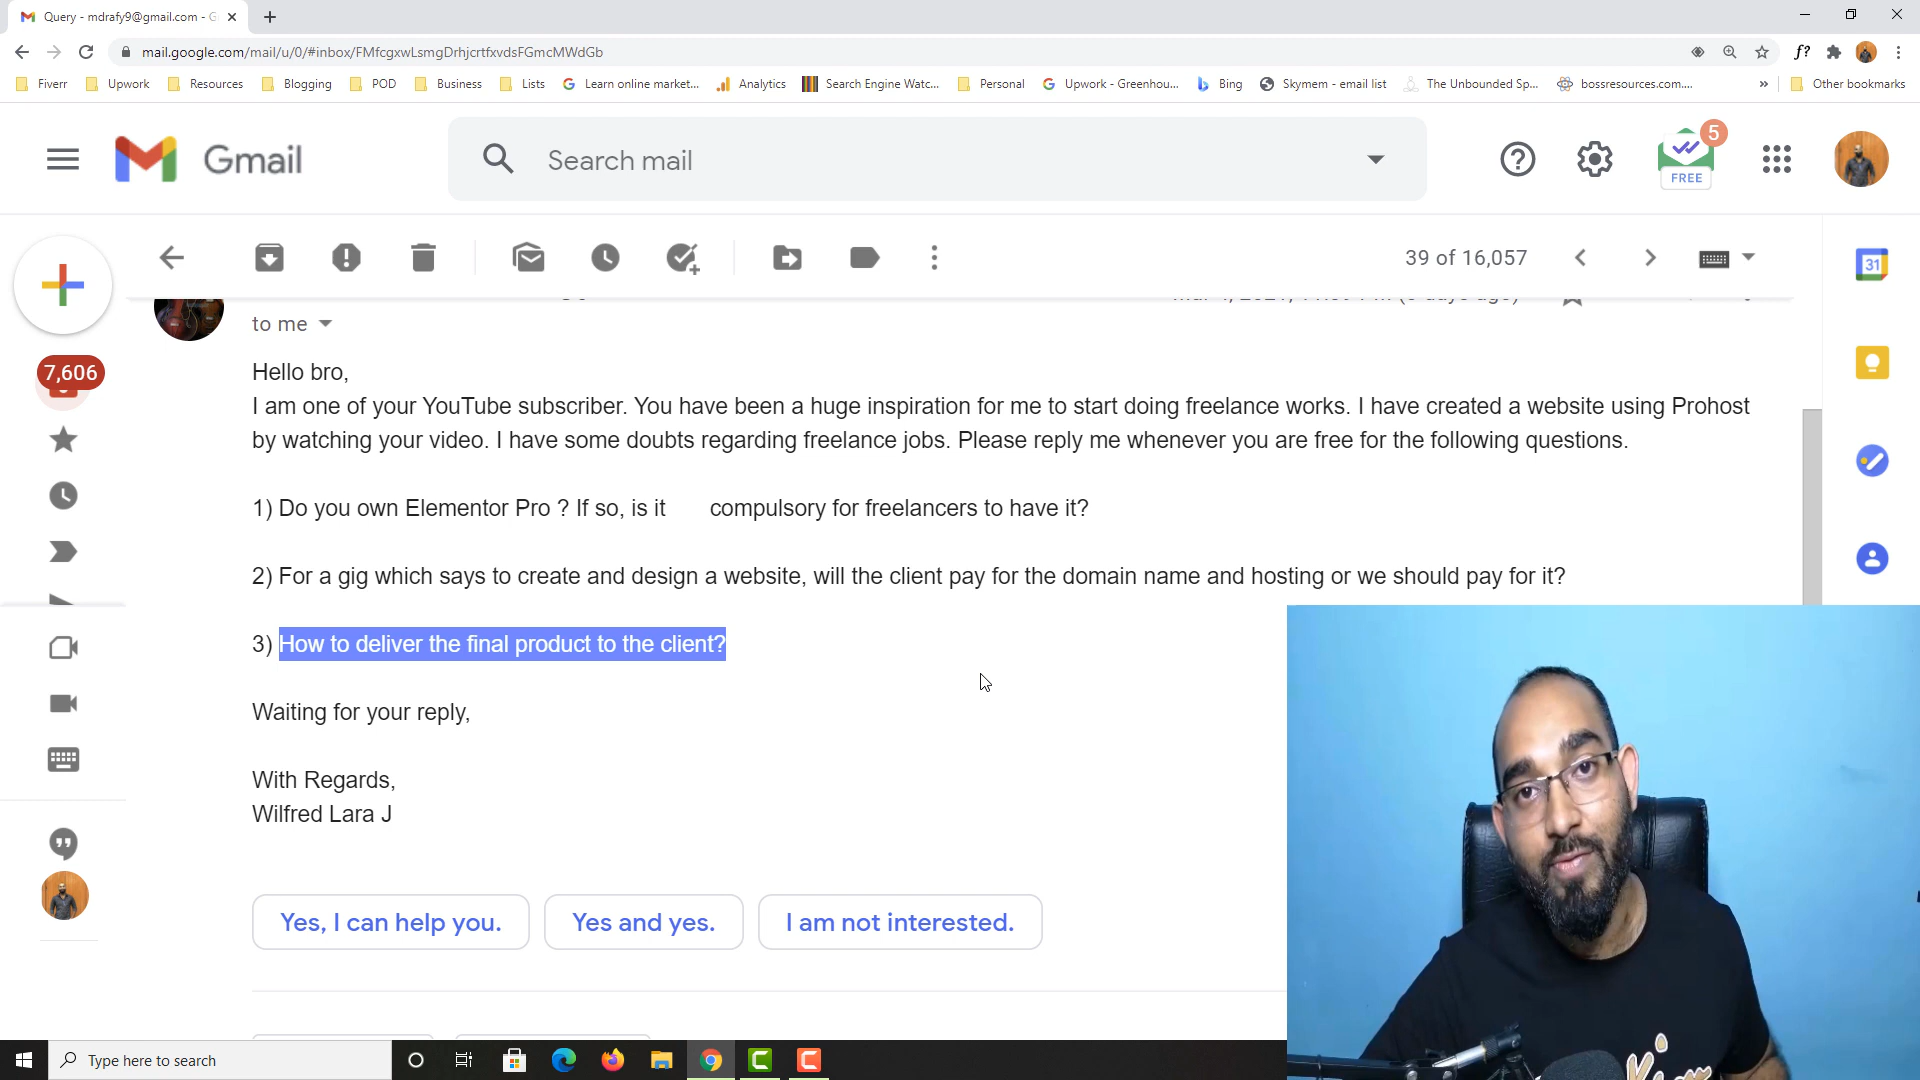 Query - mdrafy9@gmail.com - G
mail.google.com/mail/u/0/#inbox/FMfcgxwLsmgDrhjcrtfxvdsFGmcMWdGb
f?
Fiverr Upwork Resources Blogging POD Business Lists Learn online market... Analytics Search Engine Watc... Personal Upwork - Greenhou... Bing Skymem - email list The Unbounded Sp... bossresources.com.... » Other bookmarks
Gmail
Search mail
5
FREE
39 of 16,057
31
to me
7,606
Hello bro,
I am one of your YouTube subscriber. You have been a huge inspiration for me to start doing freelance works. I have created a website using Prohost
by watching your video. I have some doubts regarding freelance jobs. Please reply me whenever you are free for the following questions.
1) Do you own Elementor Pro ? If so, is it compulsory for freelancers to have it?
2) For a gig which says to create and design a website, will the client pay for the domain name and hosting or we should pay for it?
3) How to deliver the final product to the client?
Waiting for your reply,
With Regards,
Wilfred Lara J
Yes, I can help you.
Yes and yes.
I am not interested.
Type here to search